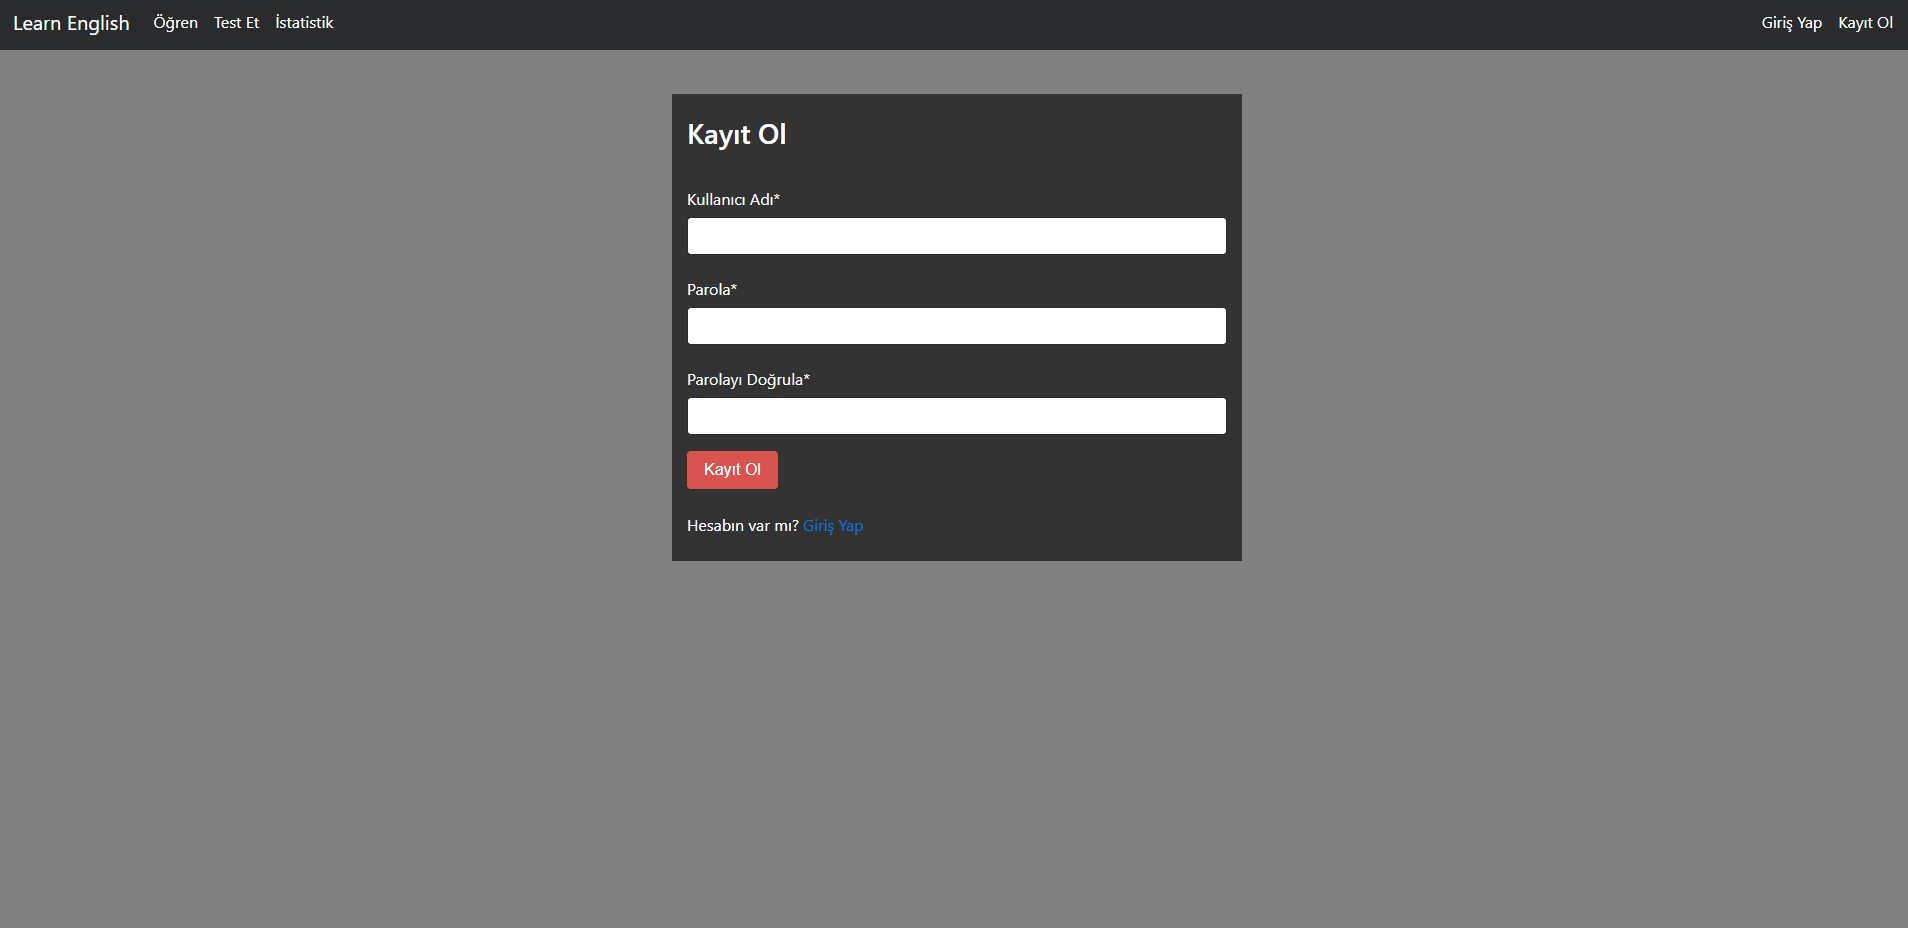 Learn English Öğren Test Et İstatistik Giriş Yap Kayıt Ol
Kayıt Ol
Kullanıcı Adı*
Parola*
Parolayı Doğrula*
Kayıt Ol
Hesabın var mı? Giriş Yap